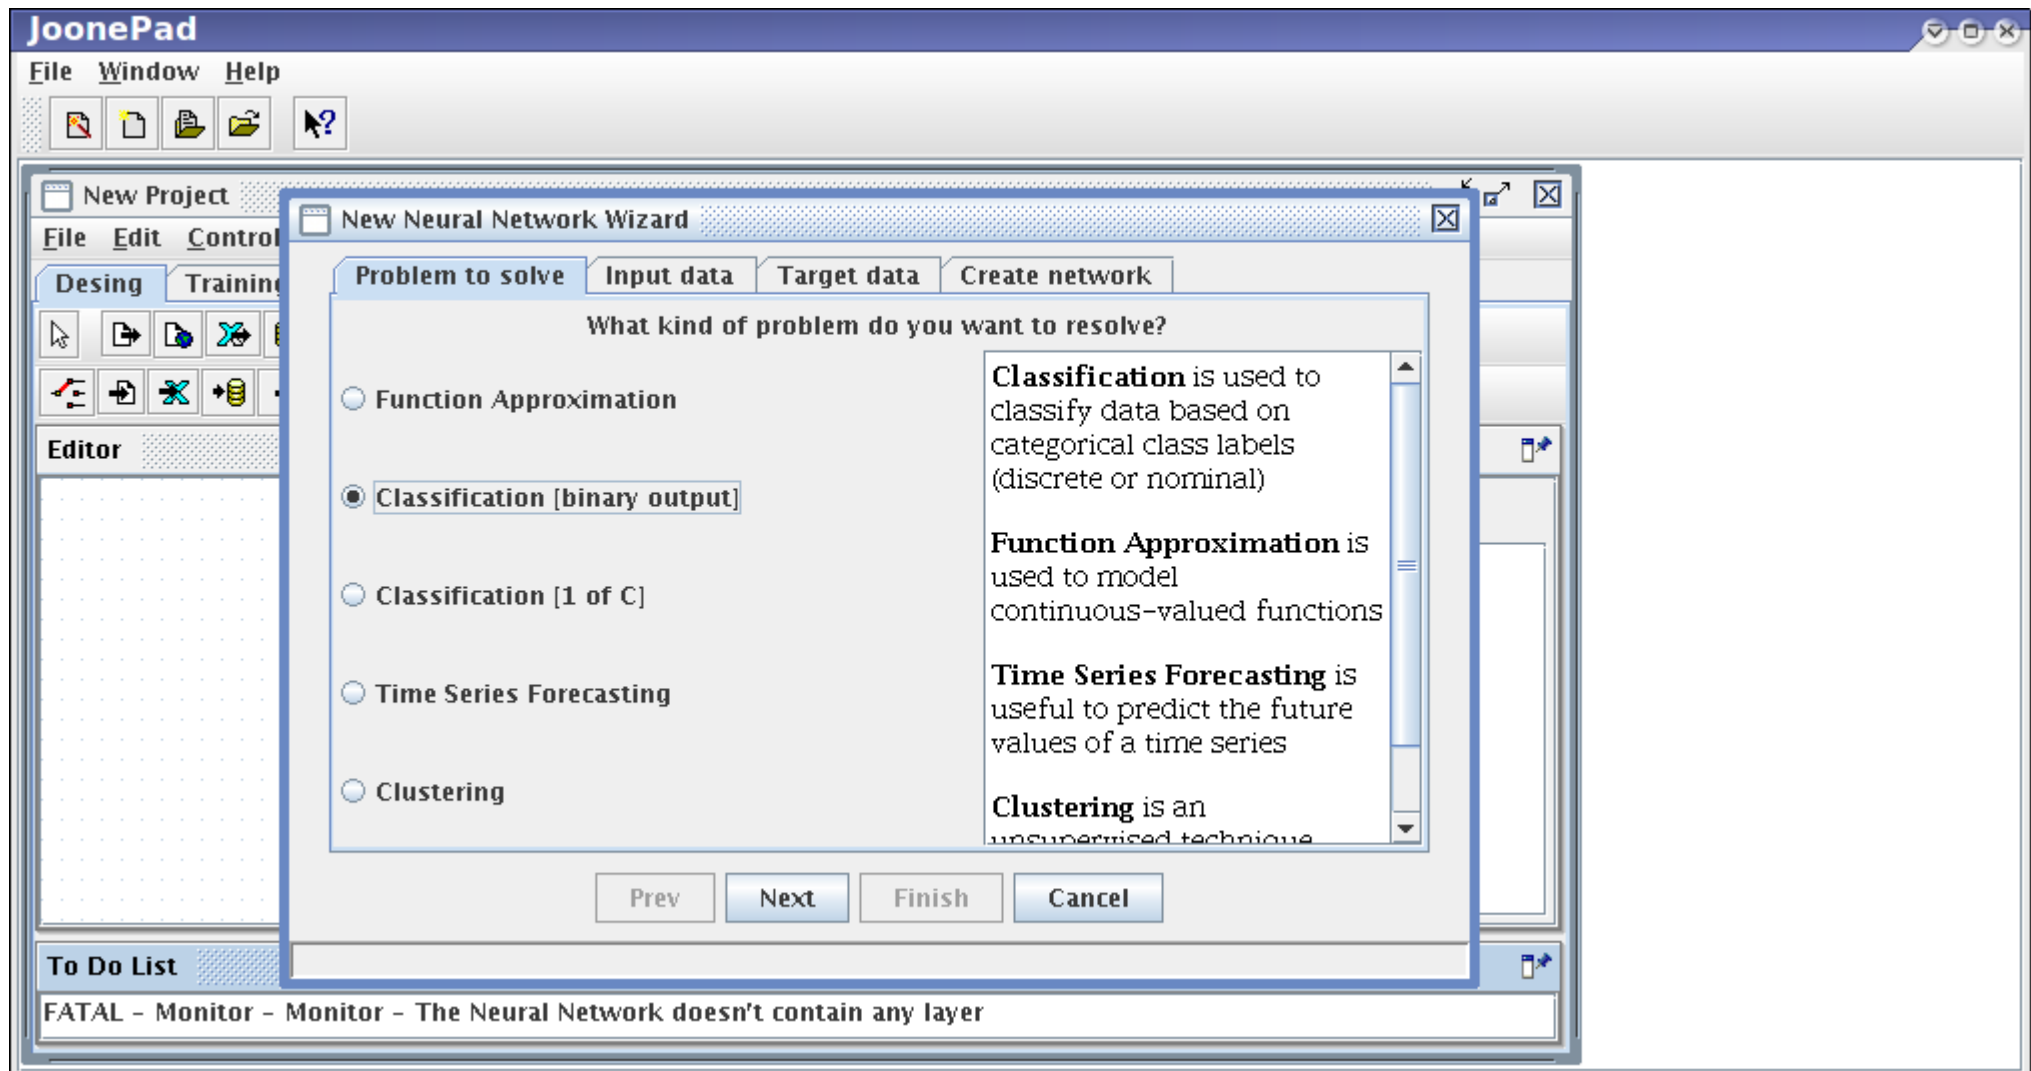 JoonePad
File Window Help
New Project
File Edit Control
Desing Training
Editor
New Neural Network Wizard
Problem to solve Input data Target data Create network
What kind of problem do you want to resolve?
Function Approximation
Classification [binary output]
Classification [1 of C]
Time Series Forecasting
Clustering
Classification is used to
classify data based on
categorical class labels
(discrete or nominal)
Function Approximation is
used to model
continuous-valued functions
Time Series Forecasting is
useful to predict the future
values of a time series
Clustering is an
unsupervised technique
Prev Next Finish Cancel
To Do List
FATAL - Monitor - Monitor - The Neural Network doesn't contain any layer